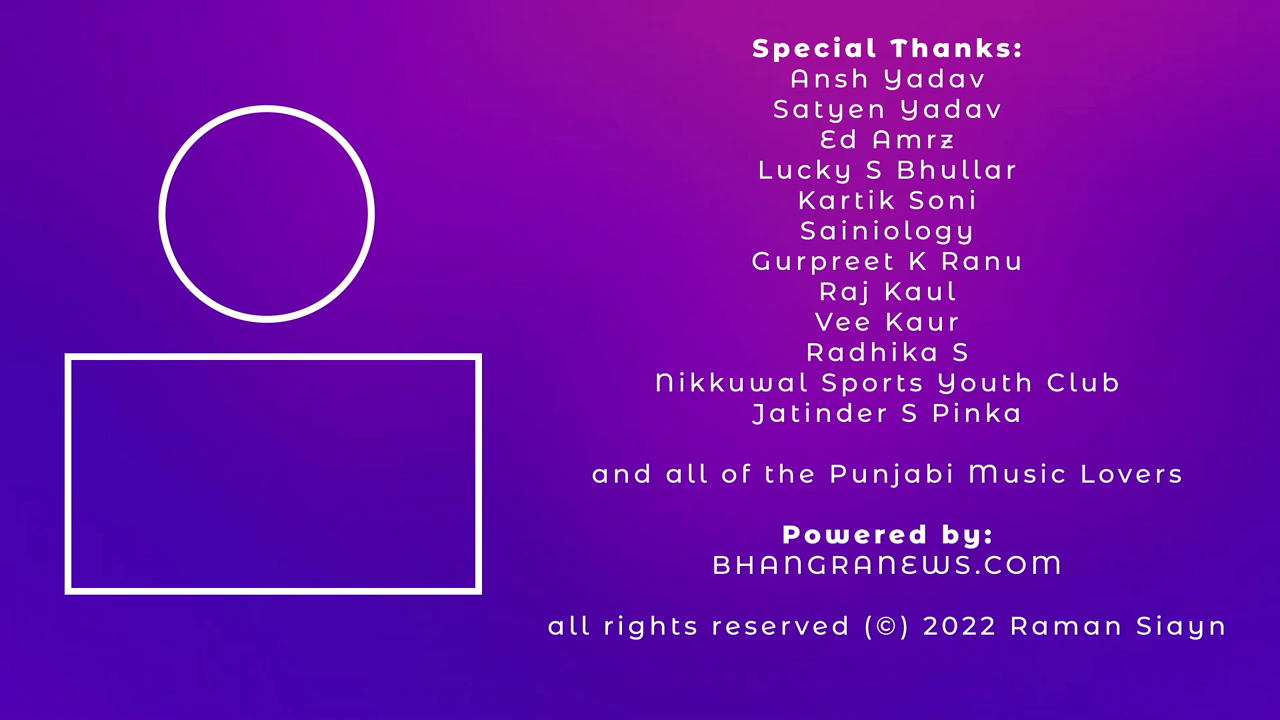 Special Thanks:
Ansh Yadav
Satyen Yadav
Ed Amrz
Lucky S Bhullar
Kartik Soni
Sainiology
Gurpreet K Ranu
Raj Kaul
Vee Kaur
Radhika S
Nikkuwal Sports Youth Club
Jatinder S Pinka
and all of the Punjabi Music Lovers
Powered by:
BHANGRANEWS.COM
all rights reserved (©) 2022 Raman Siayn